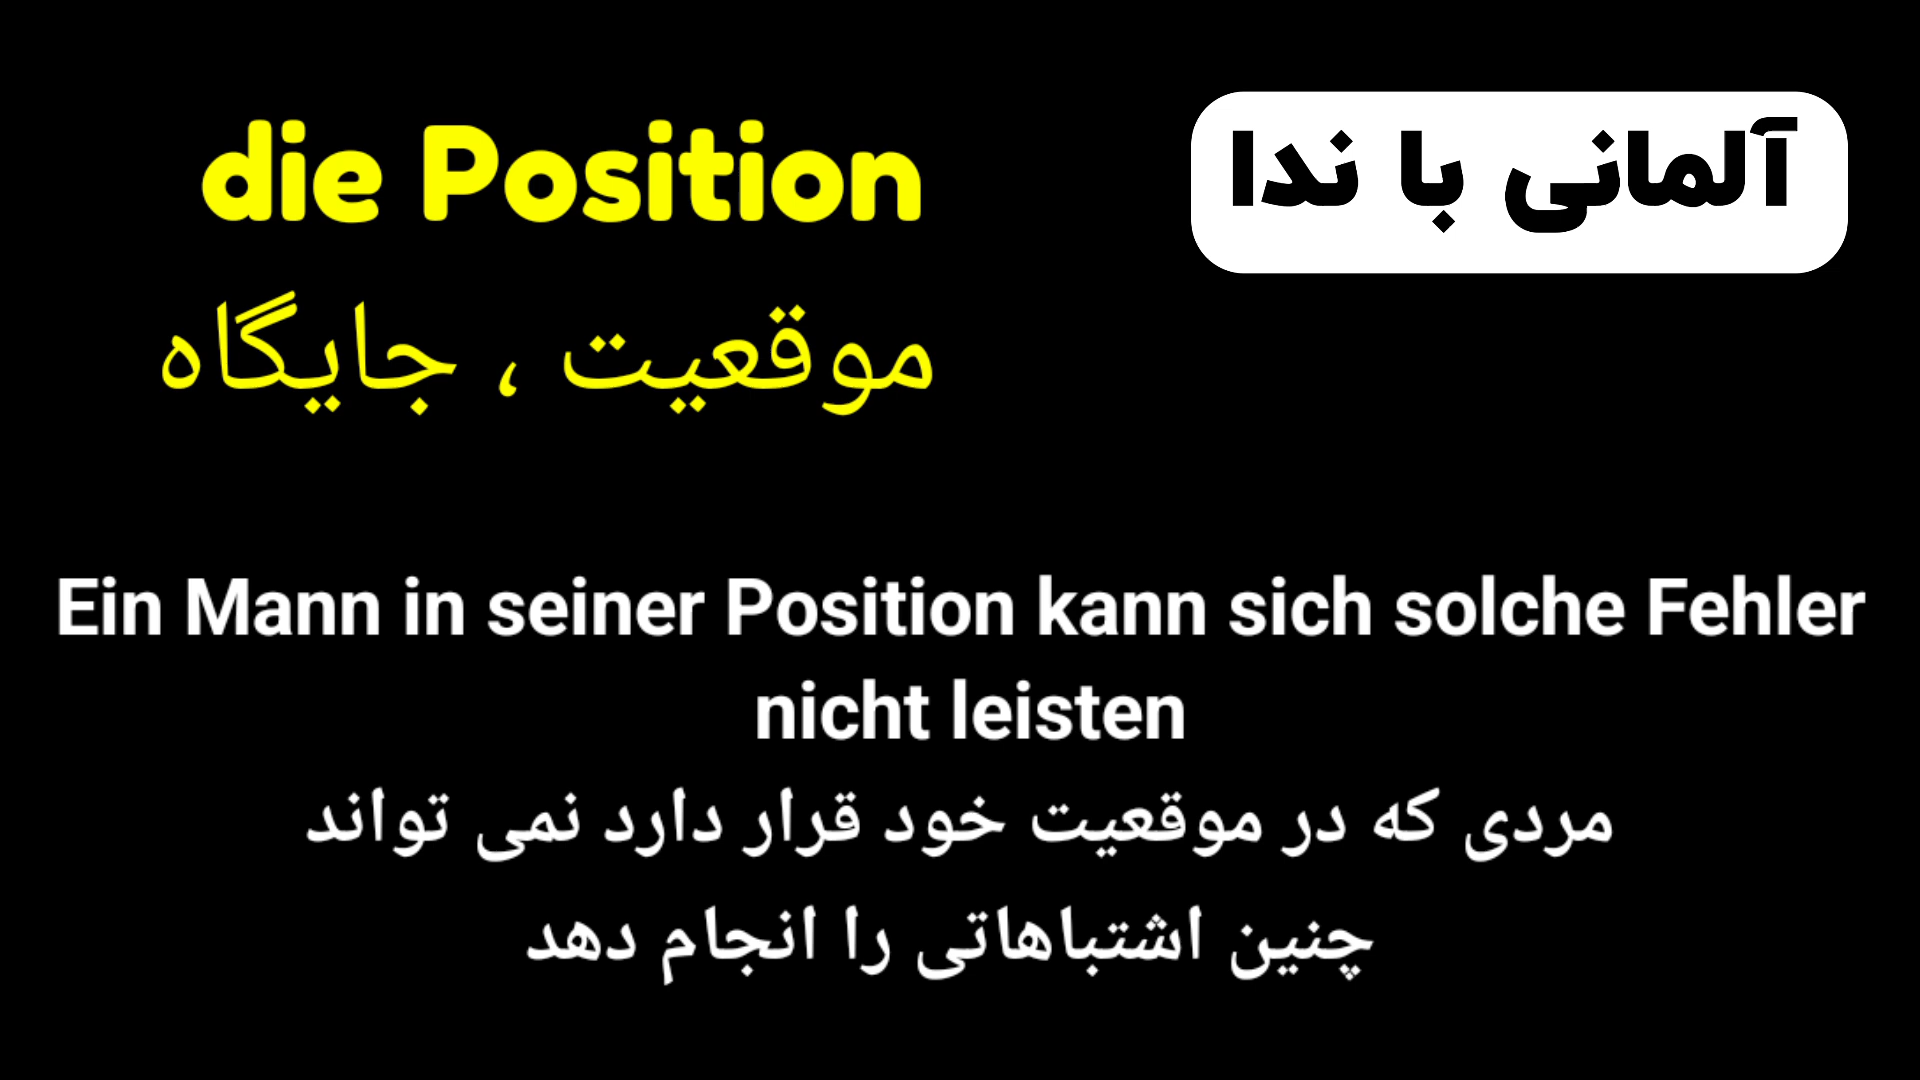 die Position
آلمانی با ندا
موقعیت ، جایگاه
Ein Mann in seiner Position kann sich solche Fehler
nicht leisten
مردی که در موقعیت خود قرار دارد نمی تواند
چنین اشتباهاتی را انجام دهد